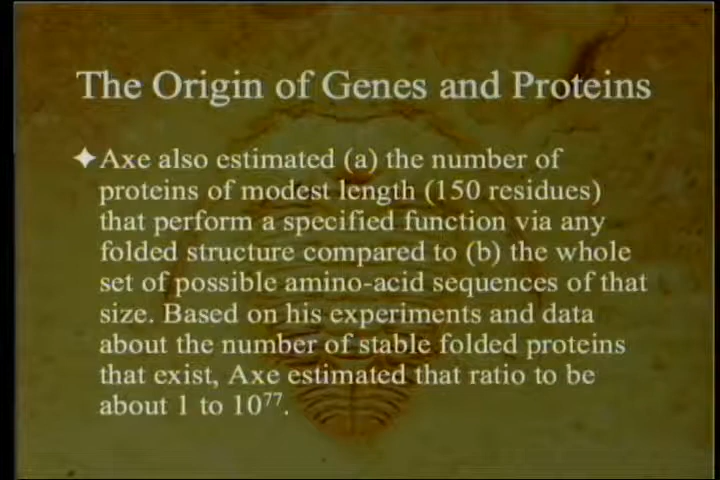 The Origin of Genes and Proteins
✦Axe also estimated (a) the number of
proteins of modest length (150 residues)
that perform a specified function via any
folded structure compared to (b) the whole
set of possible amino-acid sequences of that
size. Based on his experiments and data
about the number of stable folded proteins
that exist, Axe estimated that ratio to be
about 1 to 10⁷⁷.